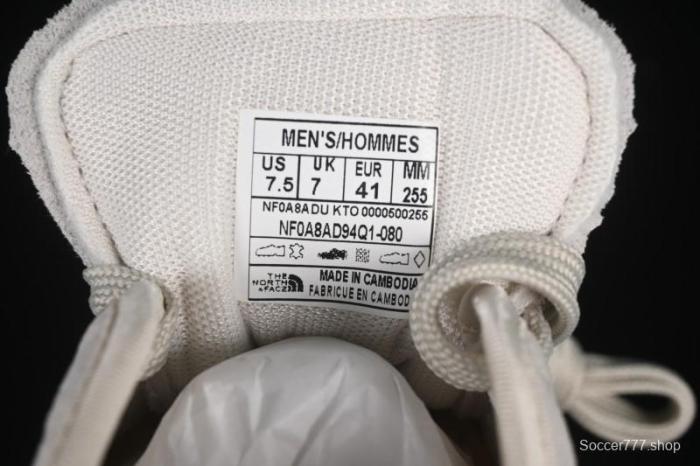 MEN'S/HOMMES
US UK EUR MM
7.5 7 41 255
NF0A8ADU KTO 0000500255
NF0A8AD94Q1-080
THE NORTH FACE
MADE IN CAMBODIA
FABRIQUE EN CAMBOD
Soccer777.shop